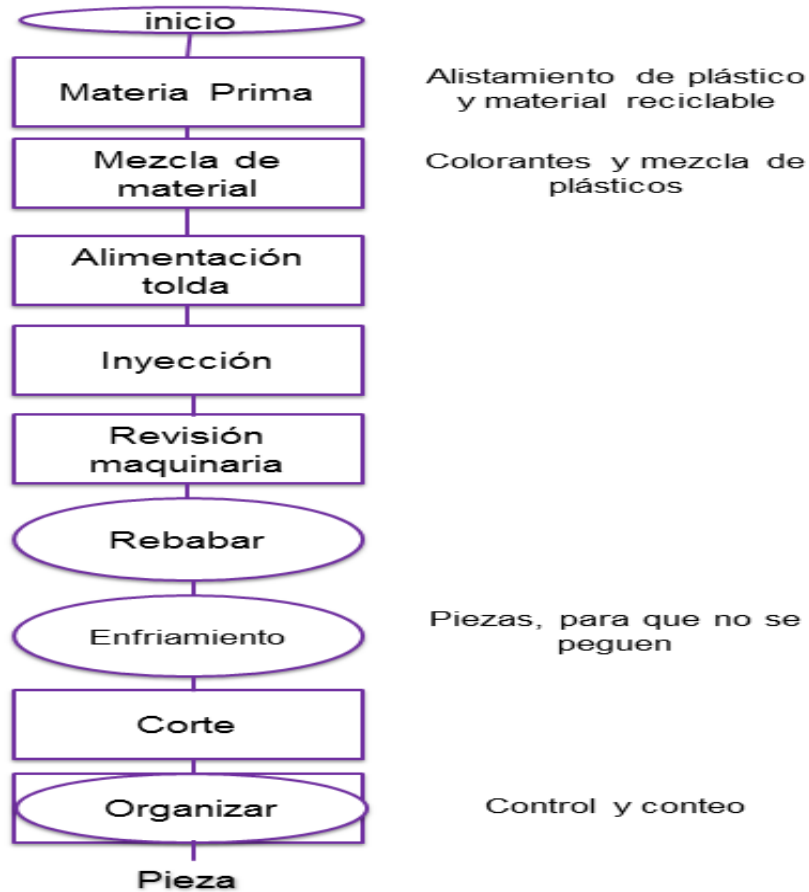 inicio
Materia Prima
Alistamiento de plástico
y material reciclable
Mezcla de
material
Colorantes y mezcla de
plásticos
Alimentación
tolda
Inyección
Revisión
maquinaria
Rebabar
Enfriamiento
Piezas, para que no se
peguen
Corte
Organizar
Control y conteo
Pieza